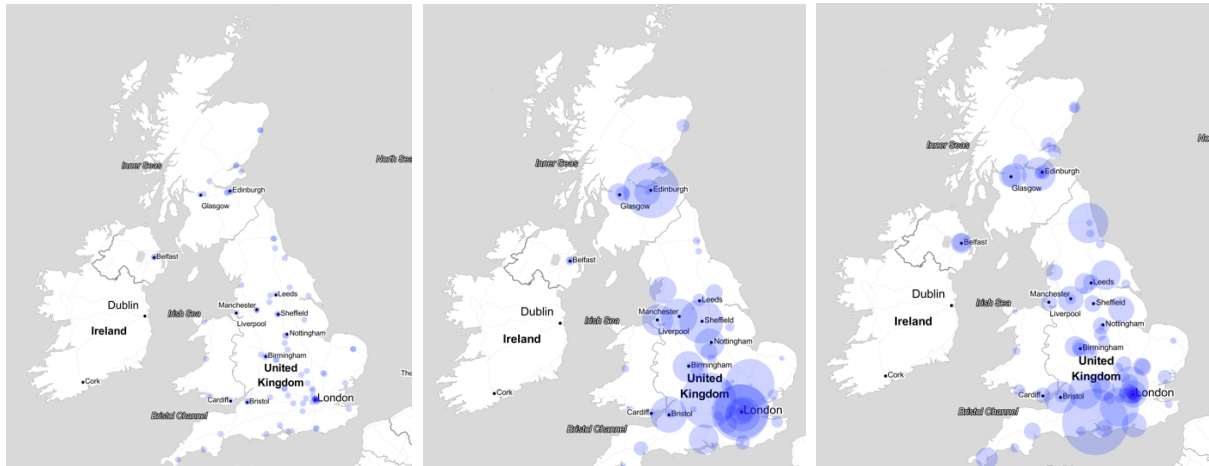 Inner Seas
North Sea
Edinburgh
Glasgow
Belfast
Dublin
Irish Sea
Ireland
Leeds
Manchester
Liverpool
Sheffield
Nottingham
Birmingham
United
Kingdom
Cork
The
Cardiff
Bristol
London
Bristol Channel
Inner Seas
Edinburgh
Glasgow
Belfast
Dublin
Irish Sea
Ireland
Leeds
Manchester
Liverpool
Sheffield
Nottingham
Birmingham
United
Kingdom
Cork
Cardiff
Bristol
London
Bristol Channel
No
Inner Seas
Edinburgh
Glasgow
Belfast
Dublin
Irish Sea
Ireland
Leeds
Manchester
Liverpool
Sheffield
Nottingham
Birmingham
United
Kingdom
Cork
Cardiff
Bristol
London
Bristol Channel